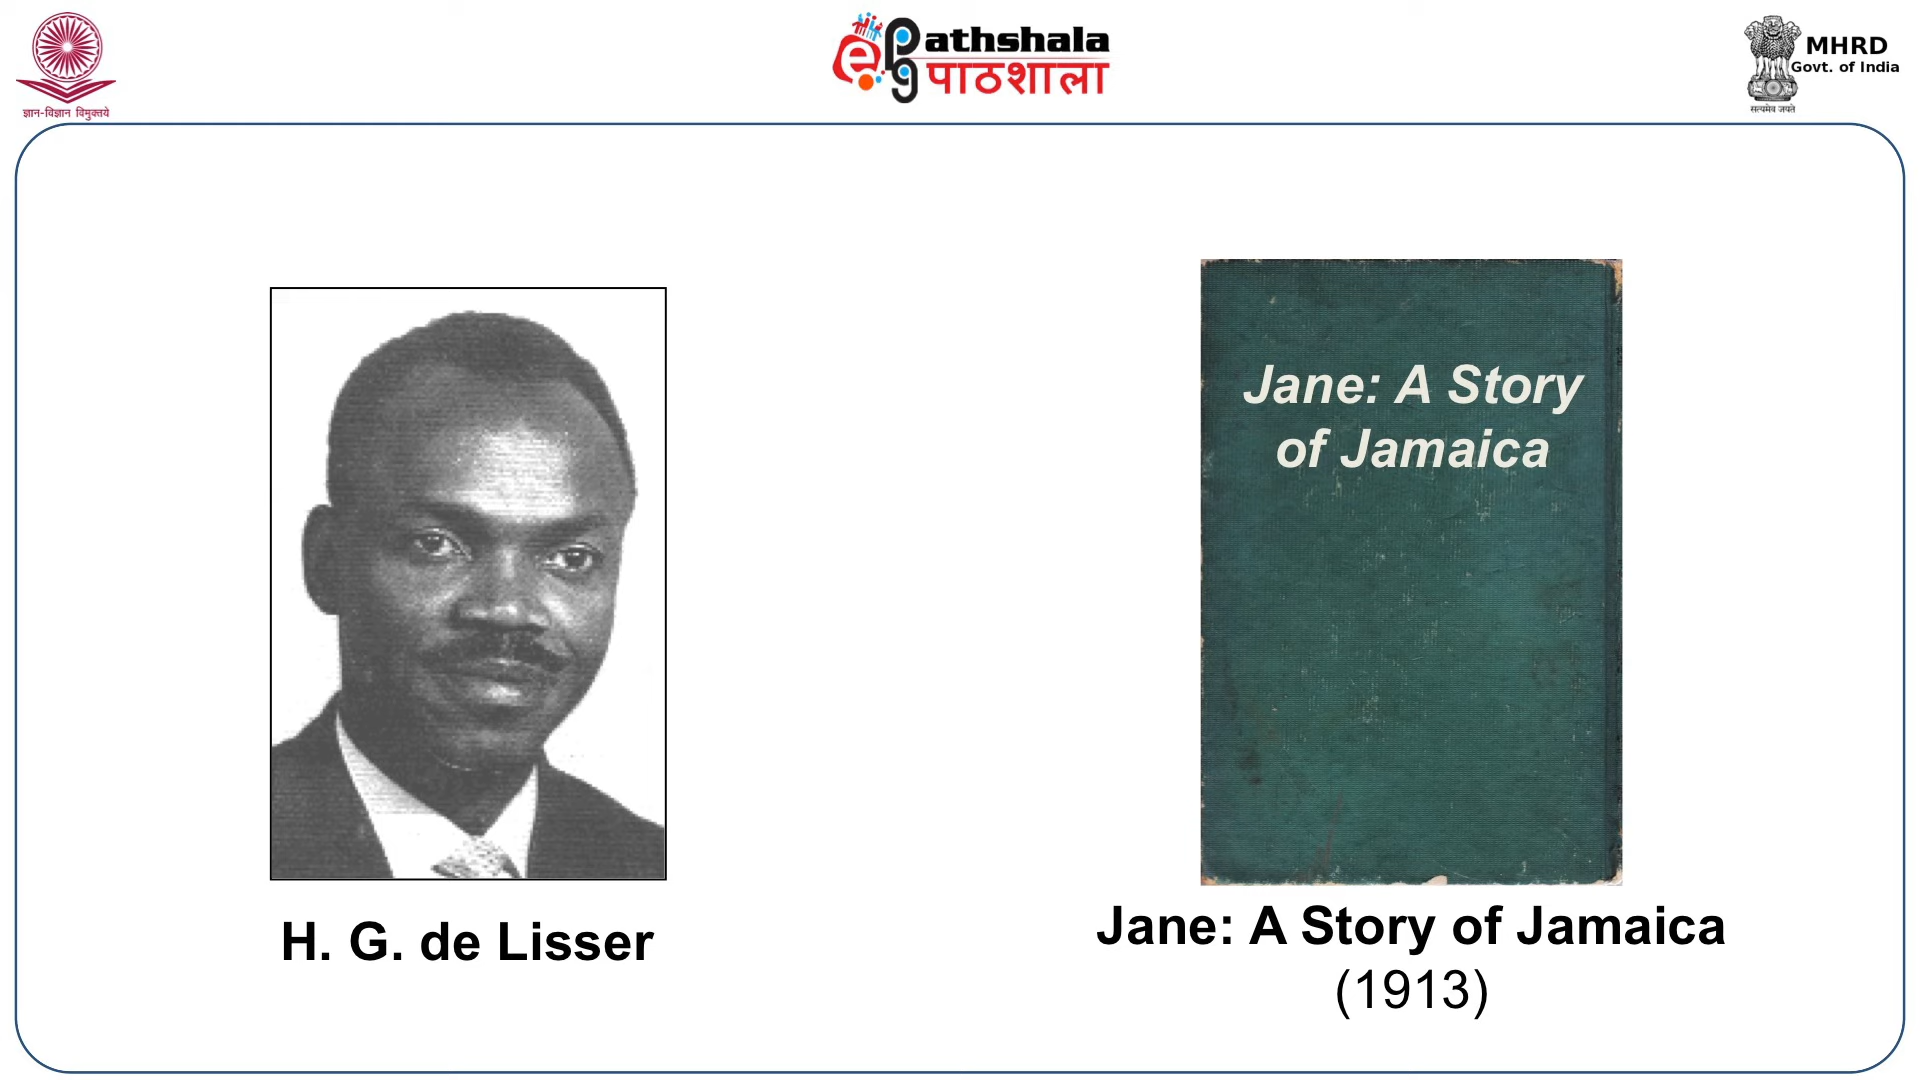 ज्ञान-विज्ञान विमुक्तये
ePathshala
पाठशाला
MHRD
Govt. of India
सत्यमेव जयते
Jane: A Story
of Jamaica
H. G. de Lisser
Jane: A Story of Jamaica
(1913)